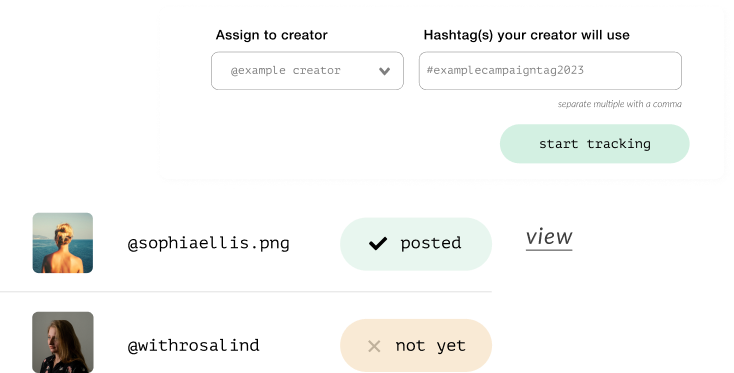 Assign to creator
Hashtag(s) your creator will use
@example creator
#examplecampaigntag2023
separate multiple with a comma
start tracking
@sophiaellis.png
posted
view
@withrosalind
not yet